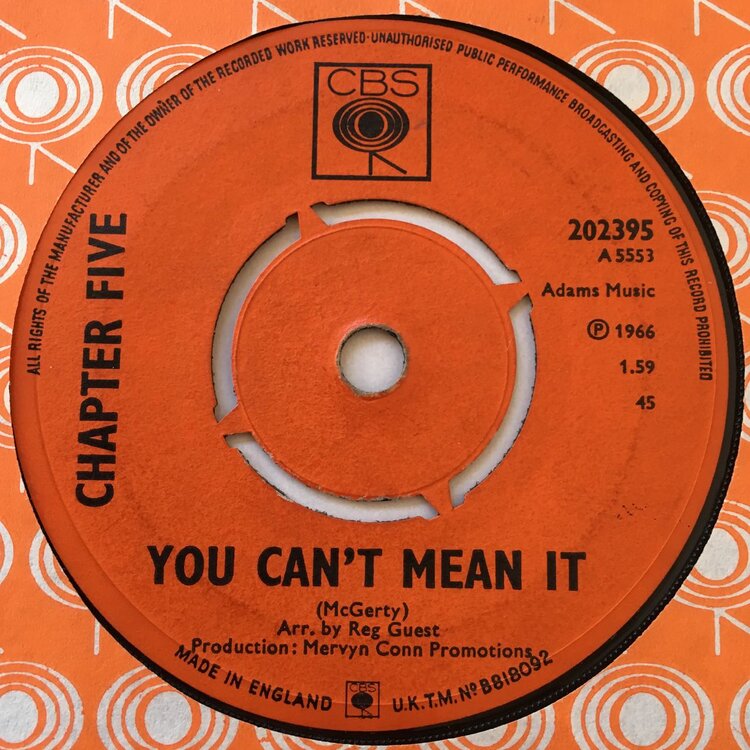 ALL RIGHTS OF THE MANUFACTURER AND OF THE OWNER OF THE RECORDED WORK RESERVED·UNAUTHORISED PUBLIC PERFORMANCE BROADCASTING AND COPYING OF THIS RECORD PROHIBITED
CBS
202395
A 5553
Adams Music
℗ 1966
1.59
45
CHAPTER FIVE
YOU CAN'T MEAN IT
(McGerty)
Arr. by Reg Guest
Production: Mervyn Conn Promotions
MADE IN ENGLAND CBS U.K.T.M. Nº B818092